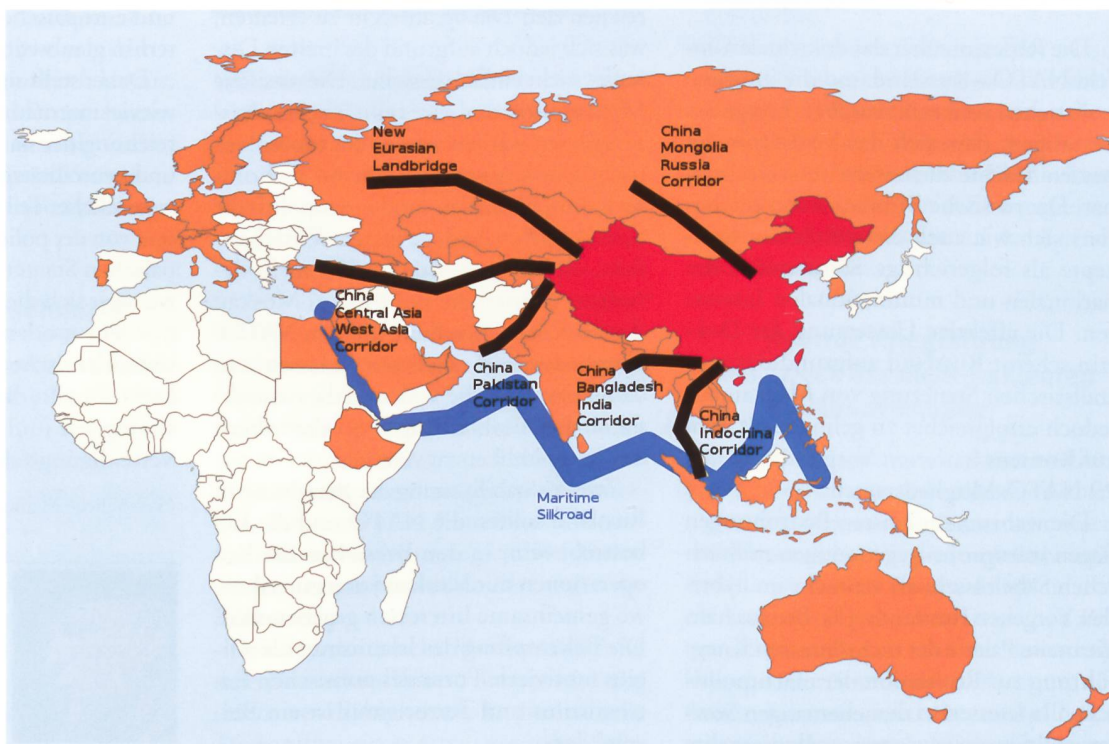 New
Eurasian
Landbridge
China
Mongolia
Russia
Corridor
China
Central Asia
West Asia
Corridor
China
Pakistan
Corridor
China
Bangladesh
India
Corridor
China
Indochina
Corridor
Maritime
Silkroad